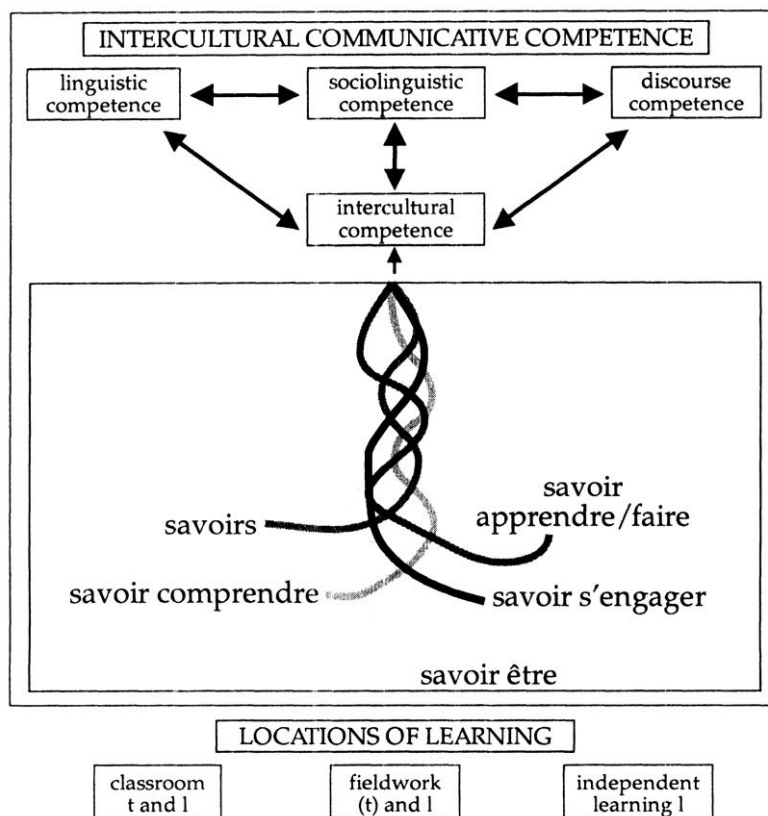 INTERCULTURAL COMMUNICATIVE COMPETENCE
linguistic
competence
sociolinguistic
competence
discourse
competence
intercultural
competence
savoirs
savoir
apprendre/faire
savoir comprendre
savoir s'engager
savoir être
LOCATIONS OF LEARNING
classroom
t and l
fieldwork
(t) and l
independent
learning l